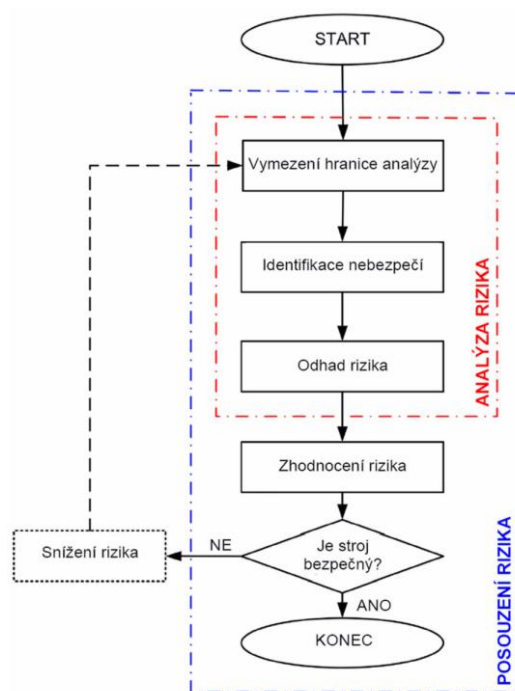 START
Vymezení hranice analýzy
Identifikace nebezpečí
Odhad rizika
ANALÝZA RIZIKA
Zhodnocení rizika
Je stroj
bezpečný?
NE
Snížení rizika
ANO
KONEC
POSOUZENÍ RIZIKA